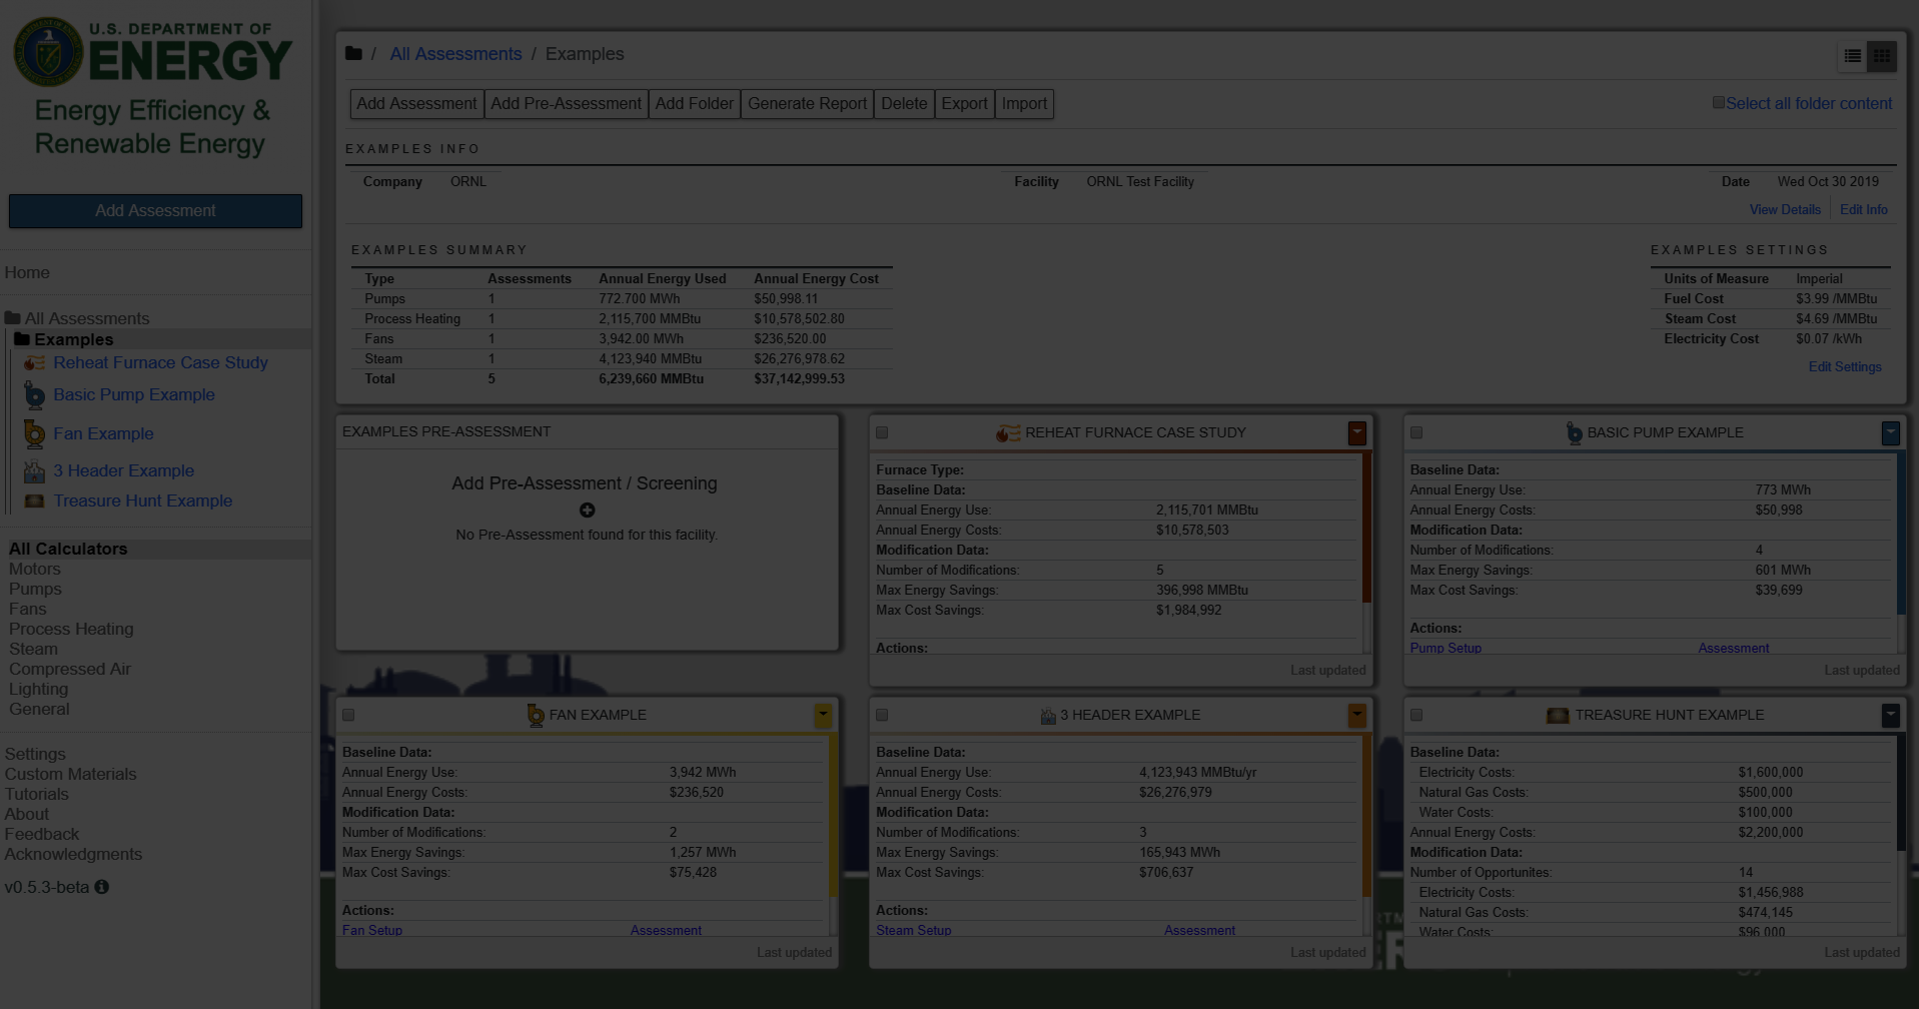 U.S. DEPARTMENT OF
ENERGY
Energy Efficiency &
Renewable Energy
Add Assessment
Home
All Assessments
Examples
Reheat Furnace Case Study
Basic Pump Example
Fan Example
3 Header Example
Treasure Hunt Example
All Calculators
Motors
Pumps
Fans
Process Heating
Steam
Compressed Air
Lighting
General
Settings
Custom Materials
Tutorials
About
Feedback
Acknowledgments
v0.5.3-beta
/ All Assessments / Examples
Add Assessment Add Pre-Assessment Add Folder Generate Report Delete Export Import
Select all folder content
EXAMPLES INFO
Company ORNL Facility ORNL Test Facility Date Wed Oct 30 2019
View Details Edit Info
EXAMPLES SUMMARY
Type Assessments Annual Energy Used Annual Energy Cost
Pumps 1 772.700 MWh $50,998.11
Process Heating 1 2,115,700 MMBtu $10,578,502.80
Fans 1 3,942.00 MWh $236,520.00
Steam 1 4,123,940 MMBtu $26,276,978.62
Total 5 6,239,660 MMBtu $37,142,999.53
EXAMPLES SETTINGS
Units of Measure Imperial
Fuel Cost $3.99 /MMBtu
Steam Cost $4.69 /MMBtu
Electricity Cost $0.07 /kWh
Edit Settings
EXAMPLES PRE-ASSESSMENT
Add Pre-Assessment / Screening
No Pre-Assessment found for this facility.
REHEAT FURNACE CASE STUDY
Furnace Type:
Baseline Data:
Annual Energy Use: 2,115,701 MMBtu
Annual Energy Costs: $10,578,503
Modification Data:
Number of Modifications: 5
Max Energy Savings: 396,998 MMBtu
Max Cost Savings: $1,984,992
Actions:
Last updated
BASIC PUMP EXAMPLE
Baseline Data:
Annual Energy Use: 773 MWh
Annual Energy Costs: $50,998
Modification Data:
Number of Modifications: 4
Max Energy Savings: 601 MWh
Max Cost Savings: $39,699
Actions:
Pump Setup Assessment
Last updated
FAN EXAMPLE
Baseline Data:
Annual Energy Use: 3,942 MWh
Annual Energy Costs: $236,520
Modification Data:
Number of Modifications: 2
Max Energy Savings: 1,257 MWh
Max Cost Savings: $75,428
Actions:
Fan Setup Assessment
Last updated
3 HEADER EXAMPLE
Baseline Data:
Annual Energy Use: 4,123,943 MMBtu/yr
Annual Energy Costs: $26,276,979
Modification Data:
Number of Modifications: 3
Max Energy Savings: 165,943 MWh
Max Cost Savings: $706,637
Actions:
Steam Setup Assessment
Last updated
TREASURE HUNT EXAMPLE
Baseline Data:
Electricity Costs: $1,600,000
Natural Gas Costs: $500,000
Water Costs: $100,000
Annual Energy Costs: $2,200,000
Modification Data:
Number of Opportunites: 14
Electricity Costs: $1,456,988
Natural Gas Costs: $474,145
Water Costs: $96,000
Last updated